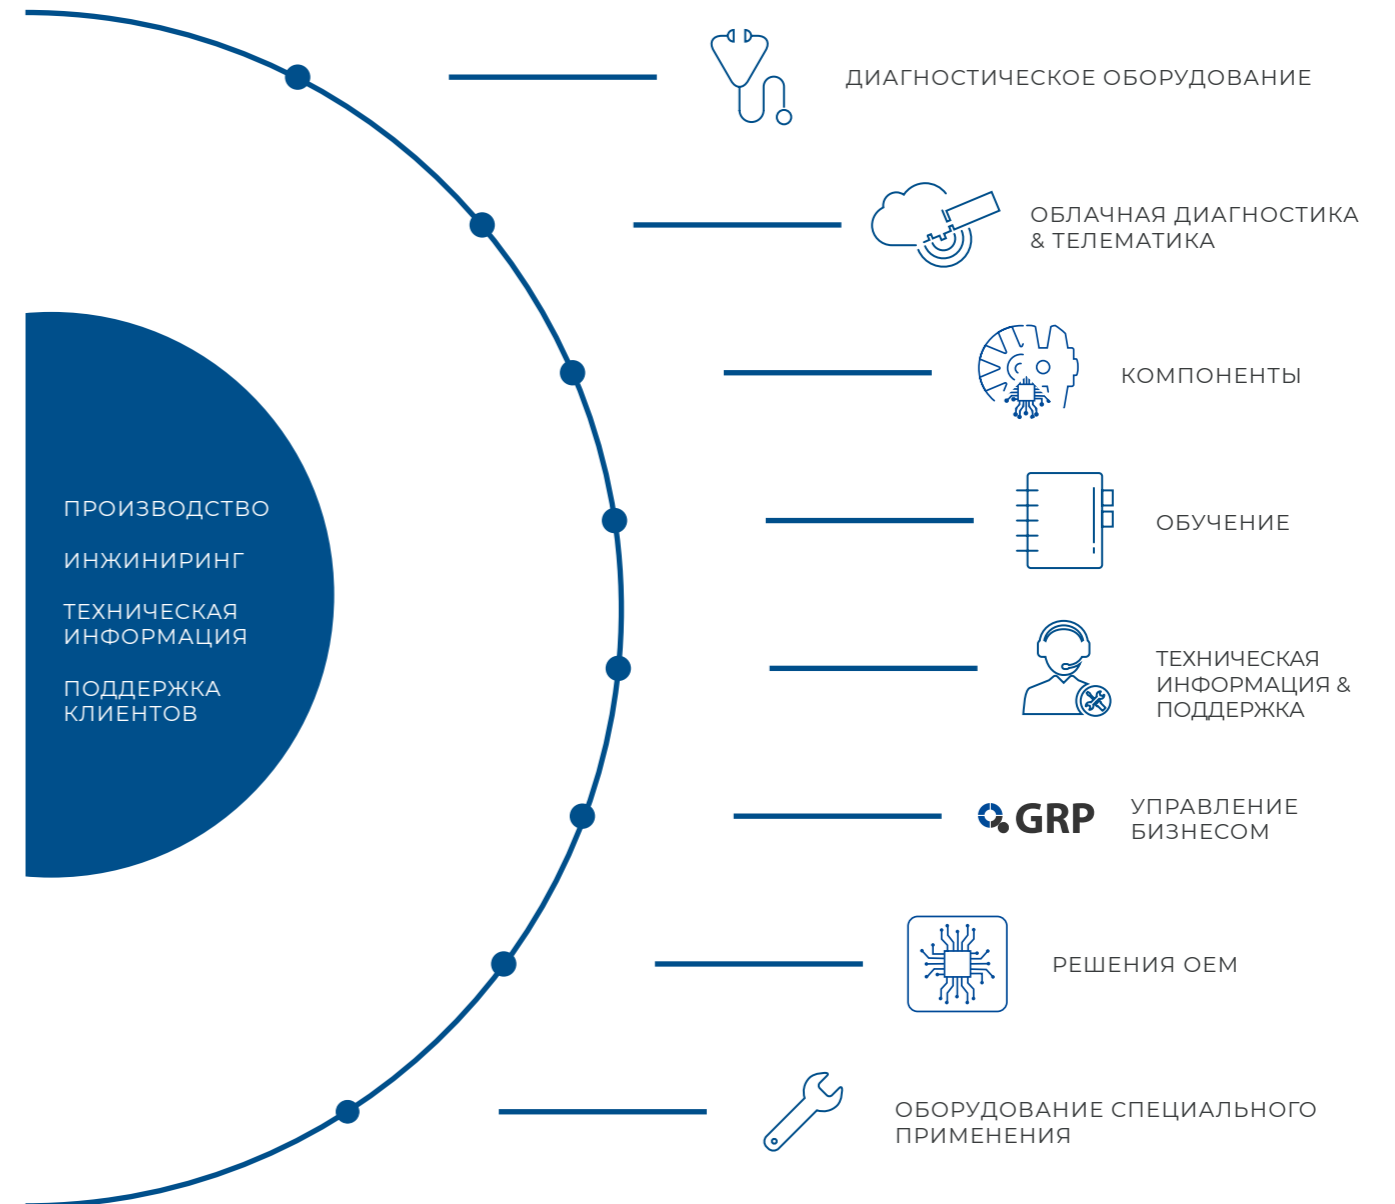 ПРОИЗВОДСТВО
ИНЖИНИРИНГ
ТЕХНИЧЕСКАЯ
ИНФОРМАЦИЯ
ПОДДЕРЖКА
КЛИЕНТОВ
ДИАГНОСТИЧЕСКОЕ ОБОРУДОВАНИЕ
ОБЛАЧНАЯ ДИАГНОСТИКА
& ТЕЛЕМАТИКА
КОМПОНЕНТЫ
ОБУЧЕНИЕ
ТЕХНИЧЕСКАЯ
ИНФОРМАЦИЯ &
ПОДДЕРЖКА
GRP
УПРАВЛЕНИЕ
БИЗНЕСОМ
РЕШЕНИЯ OEM
ОБОРУДОВАНИЕ СПЕЦИАЛЬНОГО
ПРИМЕНЕНИЯ